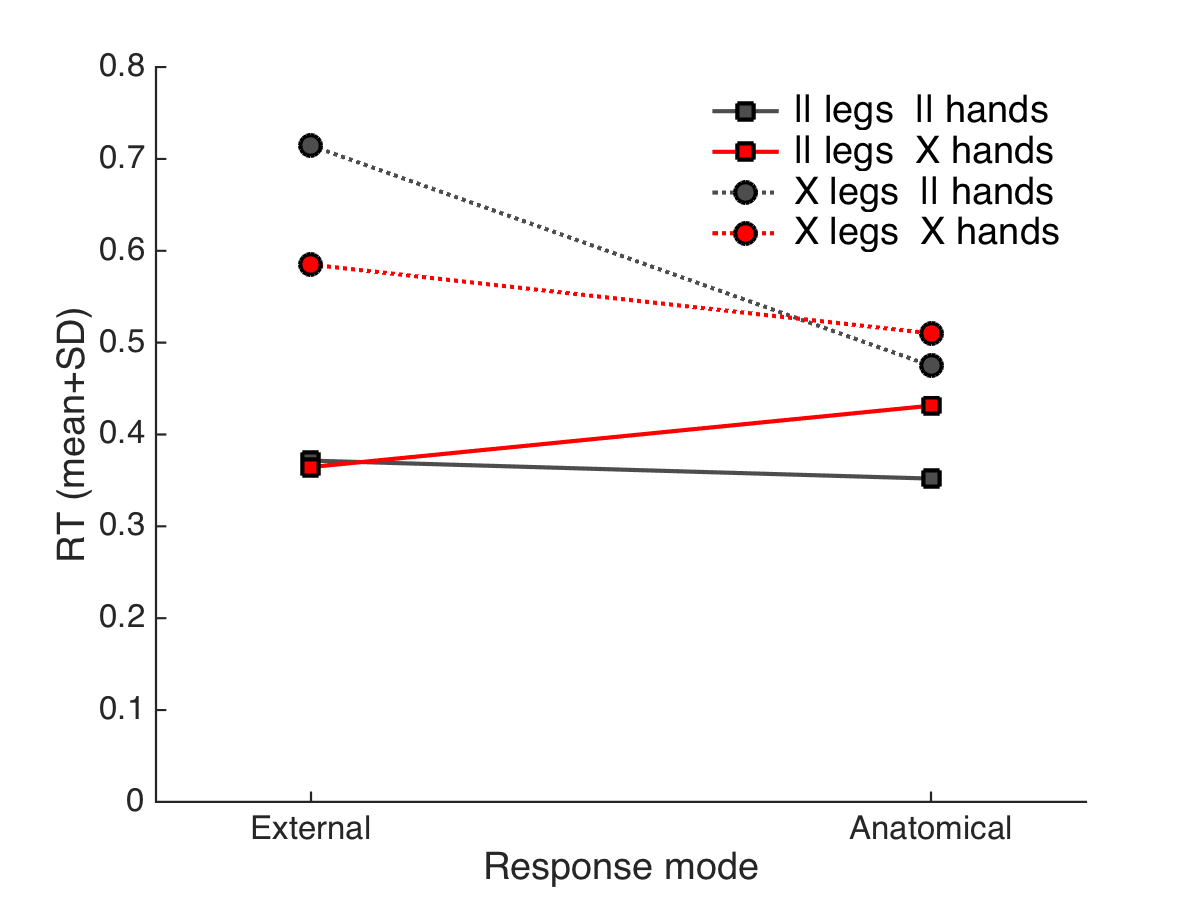 0.8
0.7
0.6
0.5
0.4
0.3
0.2
0.1
0
RT (mean+SD)
ll legs  ll hands
ll legs  X hands
X legs  ll hands
X legs  X hands
External
Anatomical
Response mode